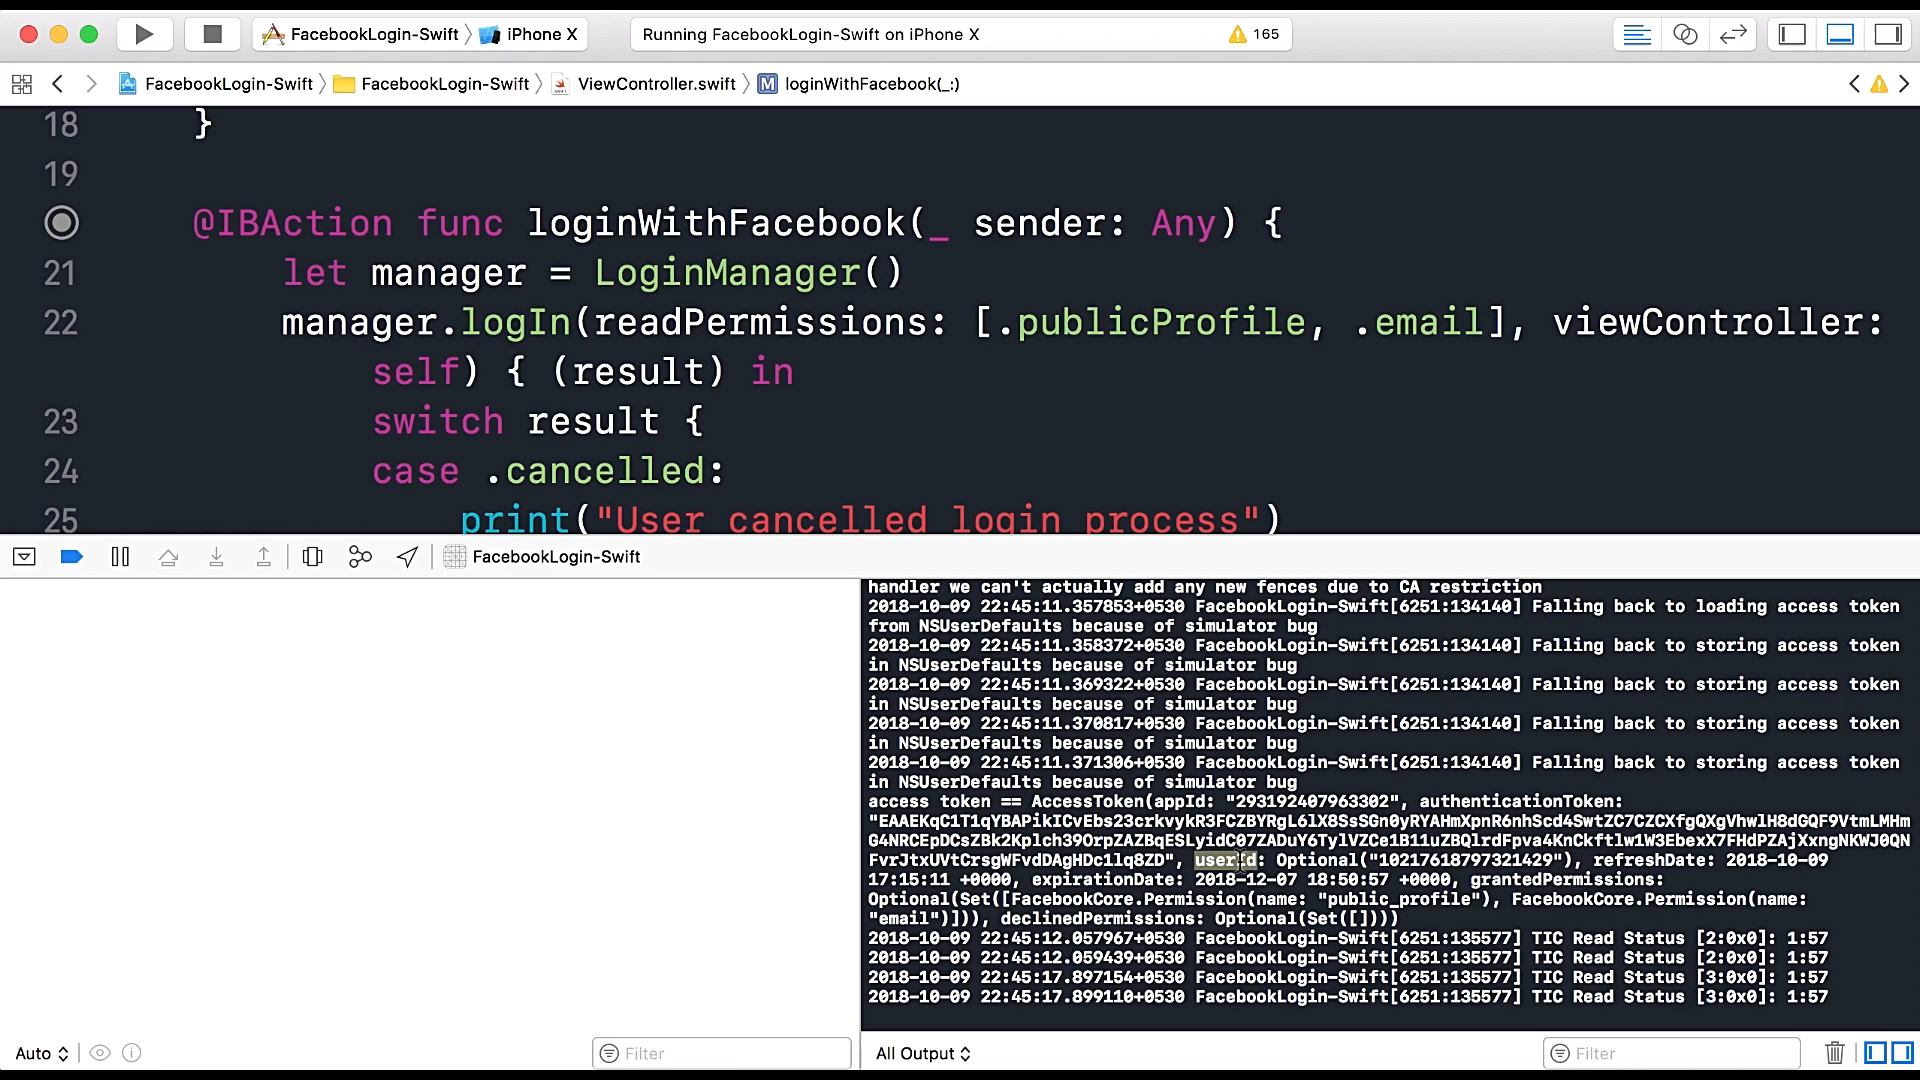 FacebookLogin-Swift
iPhone X
Running FacebookLogin-Swift on iPhone X
165
FacebookLogin-Swift
FacebookLogin-Swift
ViewController.swift
M
loginWithFacebook(_:)
18 }
19
@IBAction func loginWithFacebook(_ sender: Any) {
21 let manager = LoginManager()
22 manager.logIn(readPermissions: [.publicProfile, .email], viewController:
self) { (result) in
23 switch result {
24 case .cancelled:
25 print("User cancelled login process")
FacebookLogin-Swift
handler we can't actually add any new fences due to CA restriction
2018-10-09 22:45:11.357853+0530 FacebookLogin-Swift[6251:134140] Falling back to loading access token
from NSUserDefaults because of simulator bug
2018-10-09 22:45:11.358372+0530 FacebookLogin-Swift[6251:134140] Falling back to storing access token
in NSUserDefaults because of simulator bug
2018-10-09 22:45:11.369322+0530 FacebookLogin-Swift[6251:134140] Falling back to storing access token
in NSUserDefaults because of simulator bug
2018-10-09 22:45:11.370817+0530 FacebookLogin-Swift[6251:134140] Falling back to storing access token
in NSUserDefaults because of simulator bug
2018-10-09 22:45:11.371306+0530 FacebookLogin-Swift[6251:134140] Falling back to storing access token
in NSUserDefaults because of simulator bug
access token == AccessToken(appId: "293192407963302", authenticationToken:
"EAAEKqC1T1qYBAPikICvEbs23crkvykR3FCZBYRgL6lX8SsSGn0yRYAHmXpnR6nhScd4SwtZC7CZCXfgQXgVhwlH8dGQF9VtmLMHm
G4NRCEpDCsZBk2Kplch39OrpZAZBqESLyidC07ZADuY6TylVZCe1B11uZBQlrdFpva4KnCkftlw1W3EbexX7FHdPZAjXxngNKWJ0QN
FvrJtxUVtCrsgWFvdDAgHDc1lq8ZD", userId: Optional("10217618797321429"), refreshDate: 2018-10-09
17:15:11 +0000, expirationDate: 2018-12-07 18:50:57 +0000, grantedPermissions:
Optional(Set([FacebookCore.Permission(name: "public_profile"), FacebookCore.Permission(name:
"email")])), declinedPermissions: Optional(Set([])))
2018-10-09 22:45:12.057967+0530 FacebookLogin-Swift[6251:135577] TIC Read Status [2:0x0]: 1:57
2018-10-09 22:45:12.059439+0530 FacebookLogin-Swift[6251:135577] TIC Read Status [2:0x0]: 1:57
2018-10-09 22:45:17.897154+0530 FacebookLogin-Swift[6251:135577] TIC Read Status [3:0x0]: 1:57
2018-10-09 22:45:17.899110+0530 FacebookLogin-Swift[6251:135577] TIC Read Status [3:0x0]: 1:57
Auto
Filter
All Output
Filter